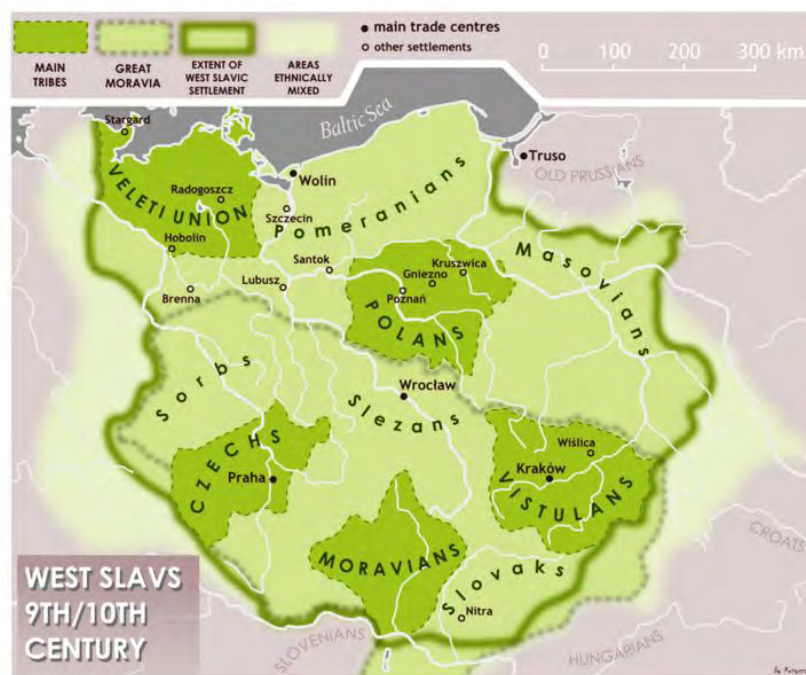 MAIN
TRIBES
GREAT
MORAVIA
EXTENT OF
WEST SLAVIC
SETTLEMENT
AREAS
ETHNICALLY
MIXED
main trade centres
other settlements
0 100 200 300 km
Baltic Sea
Stargard
Truso
OLD PRUSSIANS
Wolin
VELETI UNION
Radogoszcz
Szczecin
Pomeranians
Hobolin
Santok
Kruszwica
Gniezno
Masovians
Brenna
Lubusz
Poznań
POLANS
Sorbs
Wrocław
Slezans
CZECHS
Wiślica
Praha
Kraków
VISTULANS
CROATS
MORAVIANS
Slovaks
Nitra
WEST SLAVS
9TH/10TH
CENTURY
SLOVENIANS
HUNGARIANS